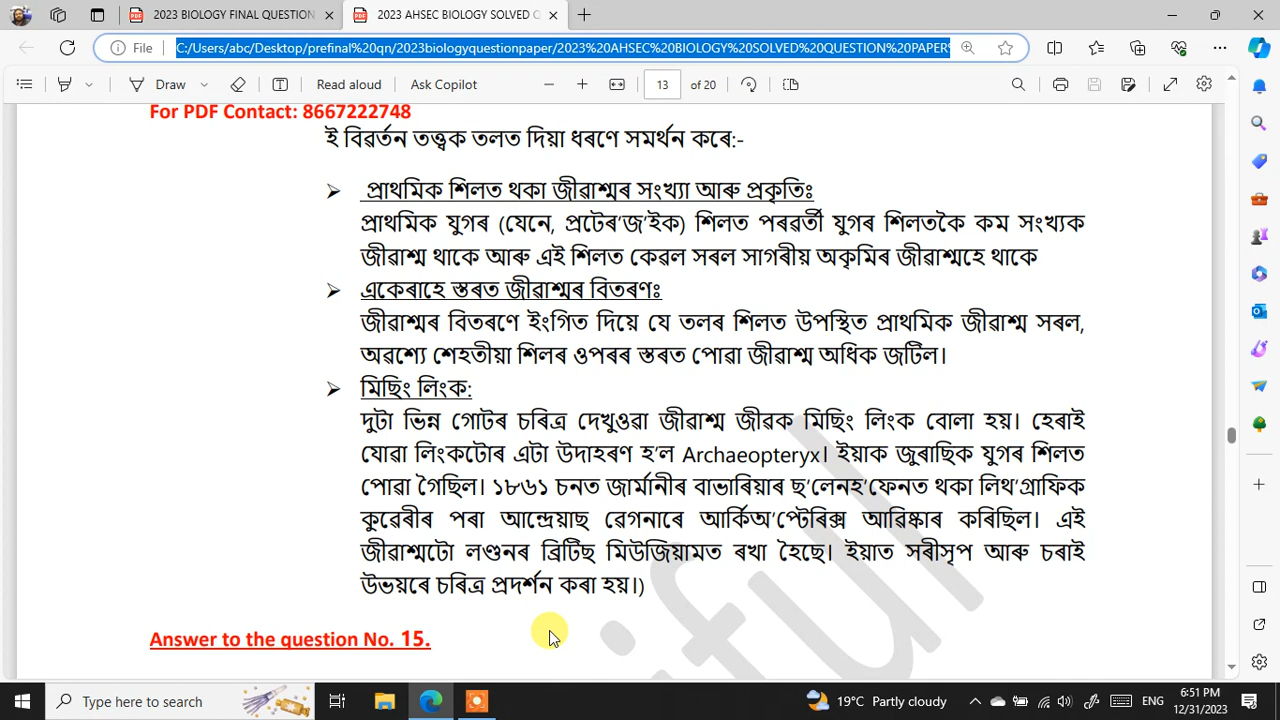 2023 BIOLOGY FINAL QUESTION
2023 AHSEC BIOLOGY SOLVED Q
File
C:/Users/abc/Desktop/prefinal%20qn/2023biologyquestionpaper/2023%20AHSEC%20BIOLOGY%20SOLVED%20QUESTION%20PAPER%
Draw
Read aloud
Ask Copilot
13 of 20
For PDF Contact: 8667222748
ই বিৱৰ্তন তত্ত্বক তলত দিয়া ধৰণে সমৰ্থন কৰে:-
➢ প্ৰাথমিক শিলত থকা জীৱাশ্মৰ সংখ্যা আৰু প্ৰকৃতিঃ
প্ৰাথমিক যুগৰ (যেনে, প্ৰটেৰ'জ'ইক) শিলত পৰৱৰ্তী যুগৰ শিলতকৈ কম সংখ্যক
জীৱাশ্ম থাকে আৰু এই শিলত কেৱল সৰল সাগৰীয় অকৃমিৰ জীৱাশ্মহে থাকে
➢ একেৰাহে স্তৰত জীৱাশ্মৰ বিতৰণঃ
জীৱাশ্মৰ বিতৰণে ইংগিত দিয়ে যে তলৰ শিলত উপস্থিত প্ৰাথমিক জীৱাশ্ম সৰল,
অৱশ্যে শেহতীয়া শিলৰ ওপৰৰ স্তৰত পোৱা জীৱাশ্ম অধিক জটিল।
➢ মিছিং লিংক:
দুটা ভিন্ন গোটৰ চৰিত্ৰ দেখুওৱা জীৱাশ্ম জীৱক মিছিং লিংক বোলা হয়। হেৰাই
যোৱা লিংকটোৰ এটা উদাহৰণ হ'ল Archaeopteryx। ইয়াক জুৰাছিক যুগৰ শিলত
পোৱা গৈছিল। ১৮৬১ চনত জাৰ্মানীৰ বাভাৰিয়াৰ ছ'লেনহ'ফেনত থকা লিথ'গ্ৰাফিক
কুৱেৰীৰ পৰা আন্দ্ৰেয়াছ ৱেগনাৰে আৰ্কিঅ'প্টেৰিক্স আৱিষ্কাৰ কৰিছিল। এই
জীৱাশ্মটো লণ্ডনৰ ব্ৰিটিছ মিউজিয়ামত ৰখা হৈছে। ইয়াত সৰীসৃপ আৰু চৰাই
উভয়ৰে চৰিত্ৰ প্ৰদৰ্শন কৰা হয়।)
Answer to the question No. 15.
Type here to search
19°C Partly cloudy
ENG
6:51 PM
12/31/2023